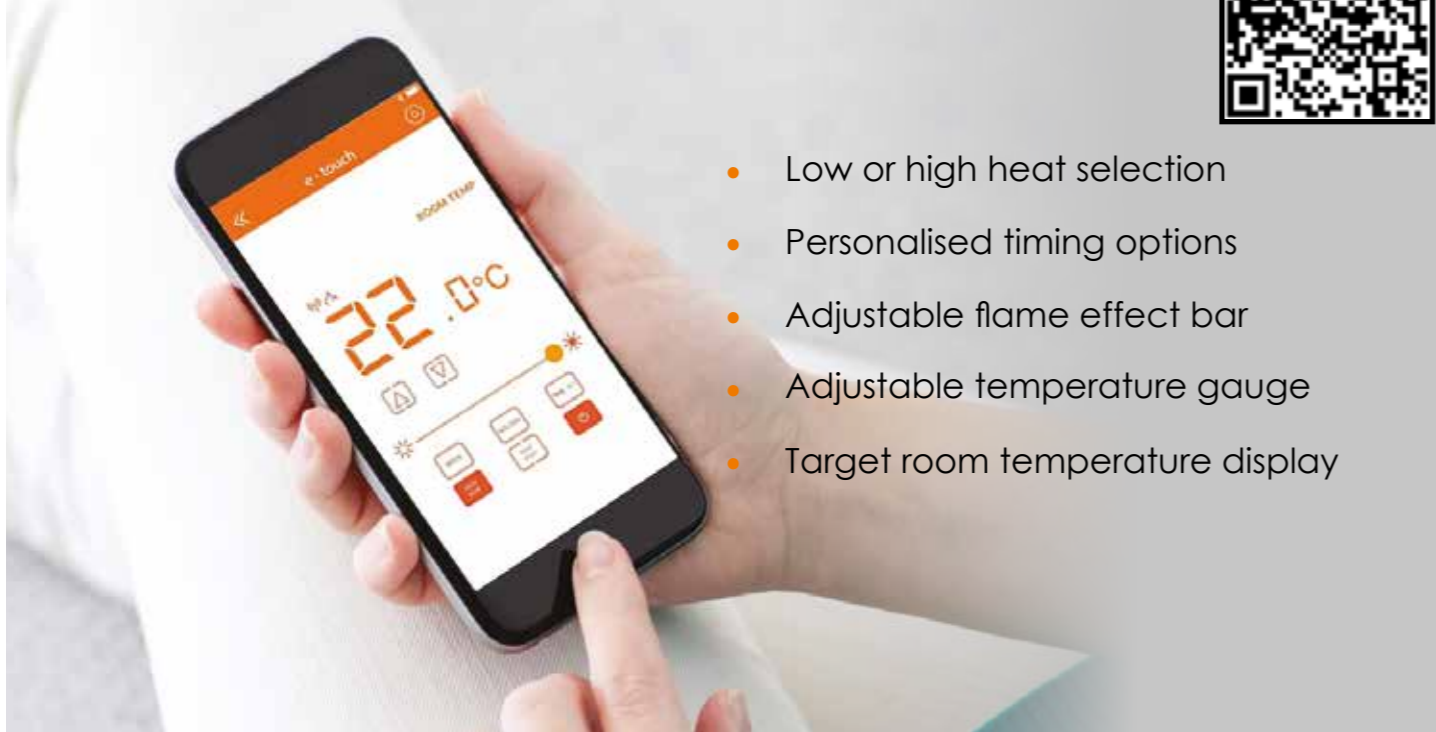 e·touch
ROOM TEMP
22.0°C
Low or high heat selection
Personalised timing options
Adjustable flame effect bar
Adjustable temperature gauge
Target room temperature display